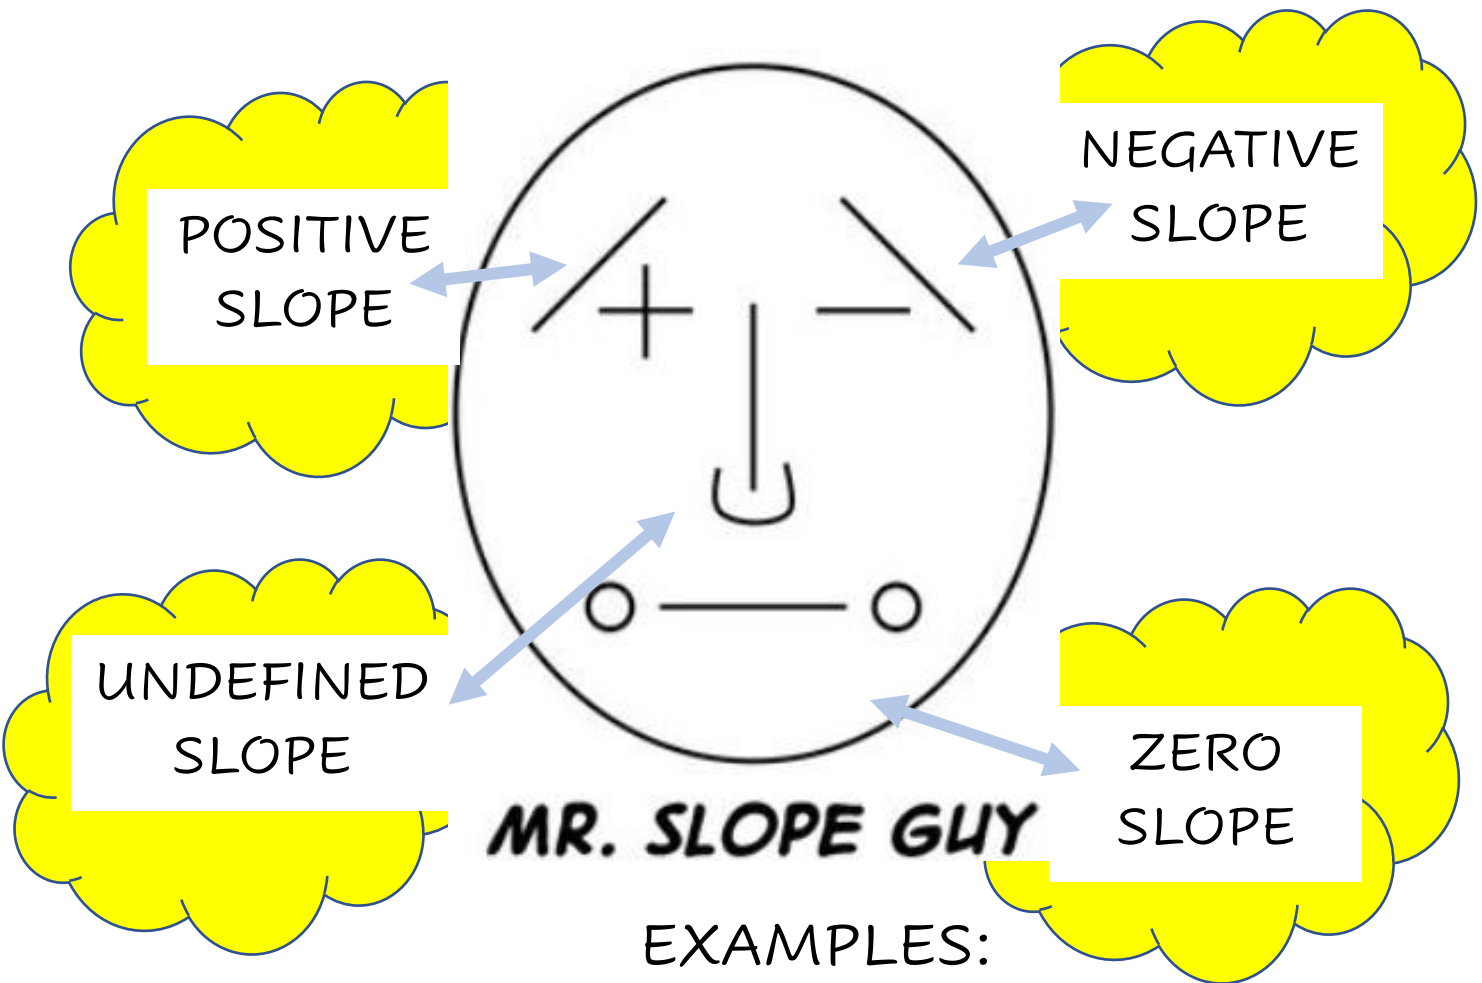 NEGATIVE
SLOPE
POSITIVE
SLOPE
UNDEFINED
SLOPE
ZERO
SLOPE
MR. SLOPE GUY
EXAMPLES: